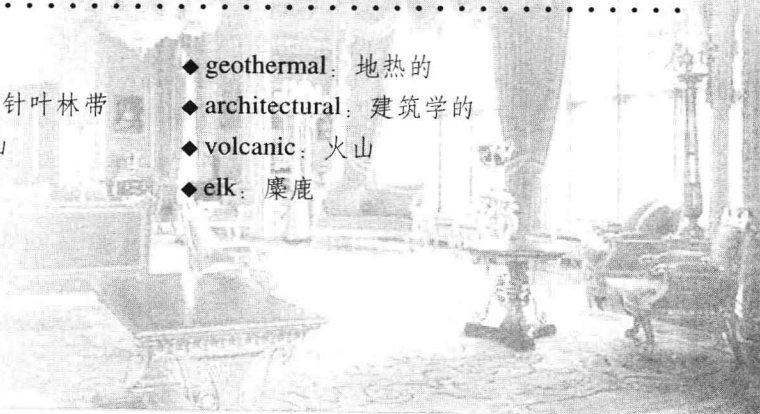 ◆ geothermal: 地热的
针叶林带
◆ architectural: 建筑学的
◆ volcanic: 火山
◆ elk: 麋鹿